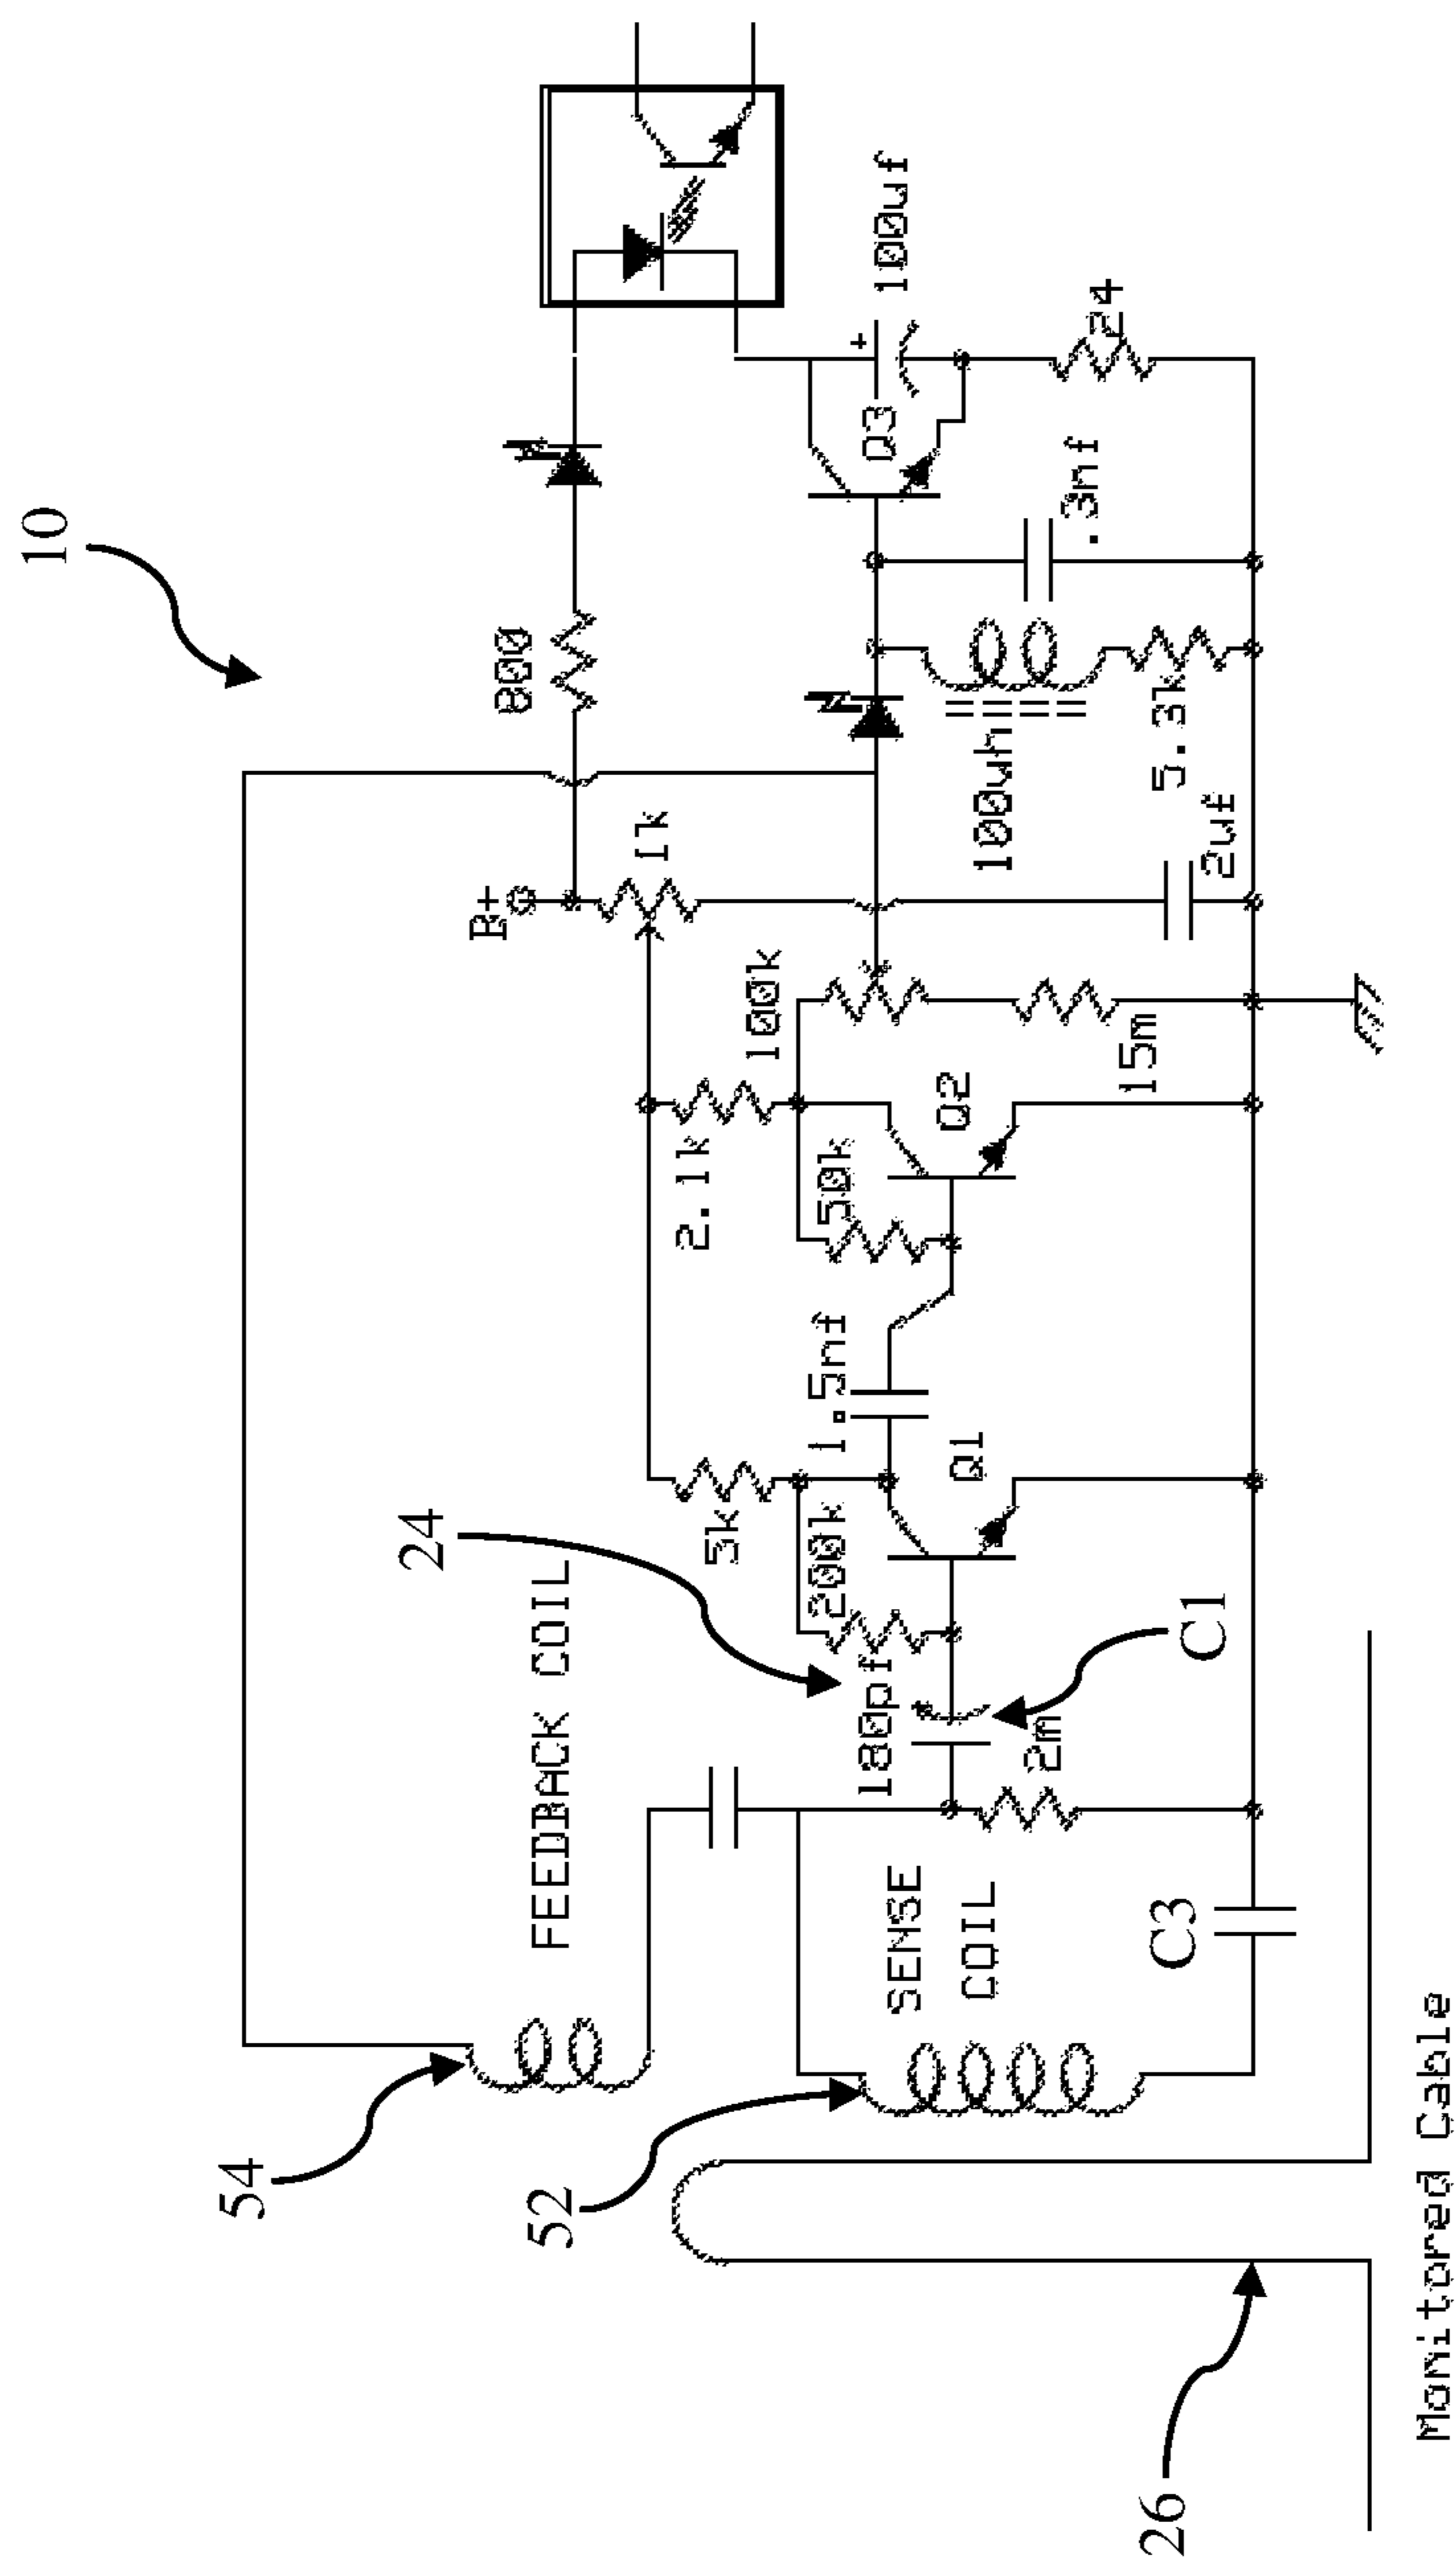 10
B+
800
1k
100k
2.1k
50k
15m
Q2
2uf
100uh
5.3k
.3nf
Q3
100uf
24
24
5k
200k
1.5nf
Q1
180pf
C1
2m
FEEDBACK COIL
SENSE
COIL
C3
54
52
26
Monitored Cable